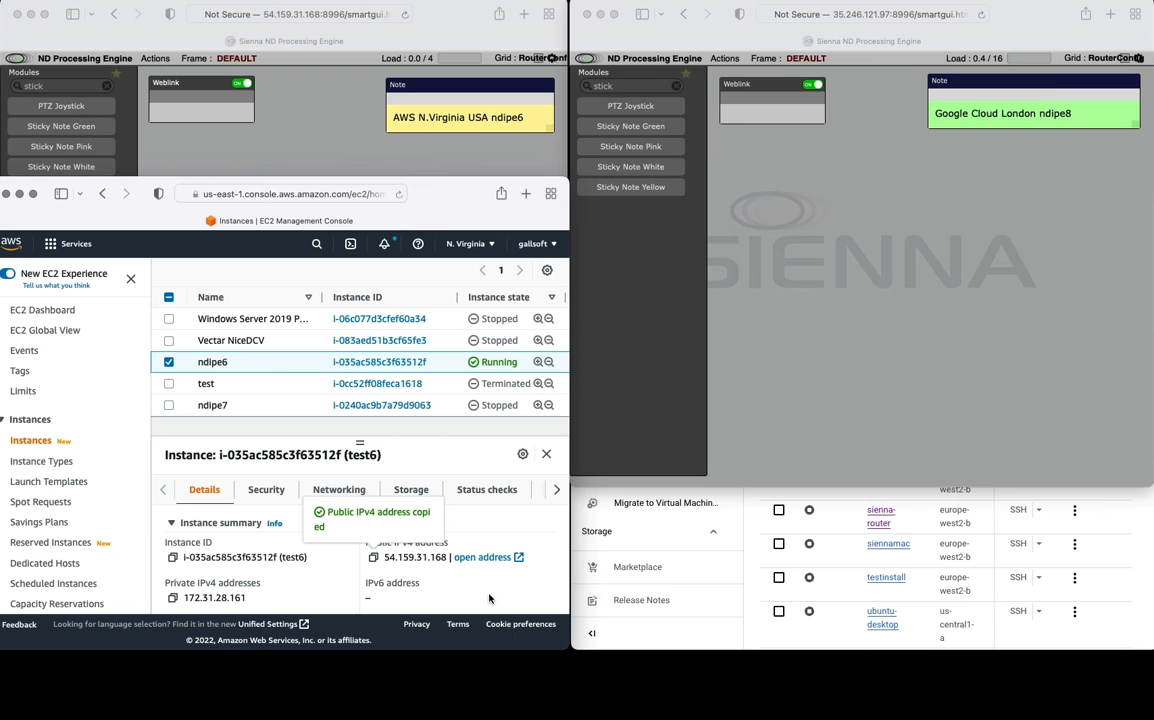 Not Secure — 54.159.31.168:8996/smartgui.h
Sienna ND Processing Engine
ND Processing Engine Actions Frame : DEFAULT Load : 0.0 / 4 Grid :
Modules
stick
PTZ Joystick
Sticky Note Green
Sticky Note Pink
Sticky Note White
Weblink ON
Note
AWS N.Virginia USA ndipe6
Not Secure — 35.246.121.97:8996/smartgui.htm
Sienna ND Processing Engine
ND Processing Engine Actions Frame : DEFAULT Load : 0.4 / 16 Grid :
Modules
stick
PTZ Joystick
Sticky Note Green
Sticky Note Pink
Sticky Note White
Sticky Note Yellow
Weblink ON
Note
Google Cloud London ndipe8
SIENNA
us-east-1.console.aws.amazon.com/ec2/hom
Instances | EC2 Management Console
aws Services N. Virginia gallsoft
New EC2 Experience
Tell us what you think
EC2 Dashboard
EC2 Global View
Events
Tags
Limits
Instances
Instances New
Instance Types
Launch Templates
Spot Requests
Savings Plans
Reserved Instances New
Dedicated Hosts
Scheduled Instances
Capacity Reservations
1
Name Instance ID Instance state
Windows Server 2019 P... i-06c077d3cfef60a34 Stopped
Vectar NiceDCV i-083aed51b3cf65fe3 Stopped
ndipe6 i-035ac585c3f63512f Running
test i-0cc52ff08feca1618 Terminated
ndipe7 i-0240ac9b7a79d9063 Stopped
Instance: i-035ac585c3f63512f (test6)
Details Security Networking Storage Status checks
Public IPv4 address copi
ed
Instance summary Info
Instance ID
i-035ac585c3f63512f (test6)
54.159.31.168 | open address
Private IPv4 addresses
172.31.28.161
IPv6 address
–
Feedback Looking for language selection? Find it in the new Unified Settings Privacy Terms Cookie preferences
© 2022, Amazon Web Services, Inc. or its affiliates.
Migrate to Virtual Machin...
Storage
Marketplace
Release Notes
west2-b
sienna-
router
europe-
west2-b
SSH
siennamac
europe-
west2-b
SSH
testinstall
europe-
west2-b
SSH
ubuntu-
desktop
us-
central1-
a
SSH